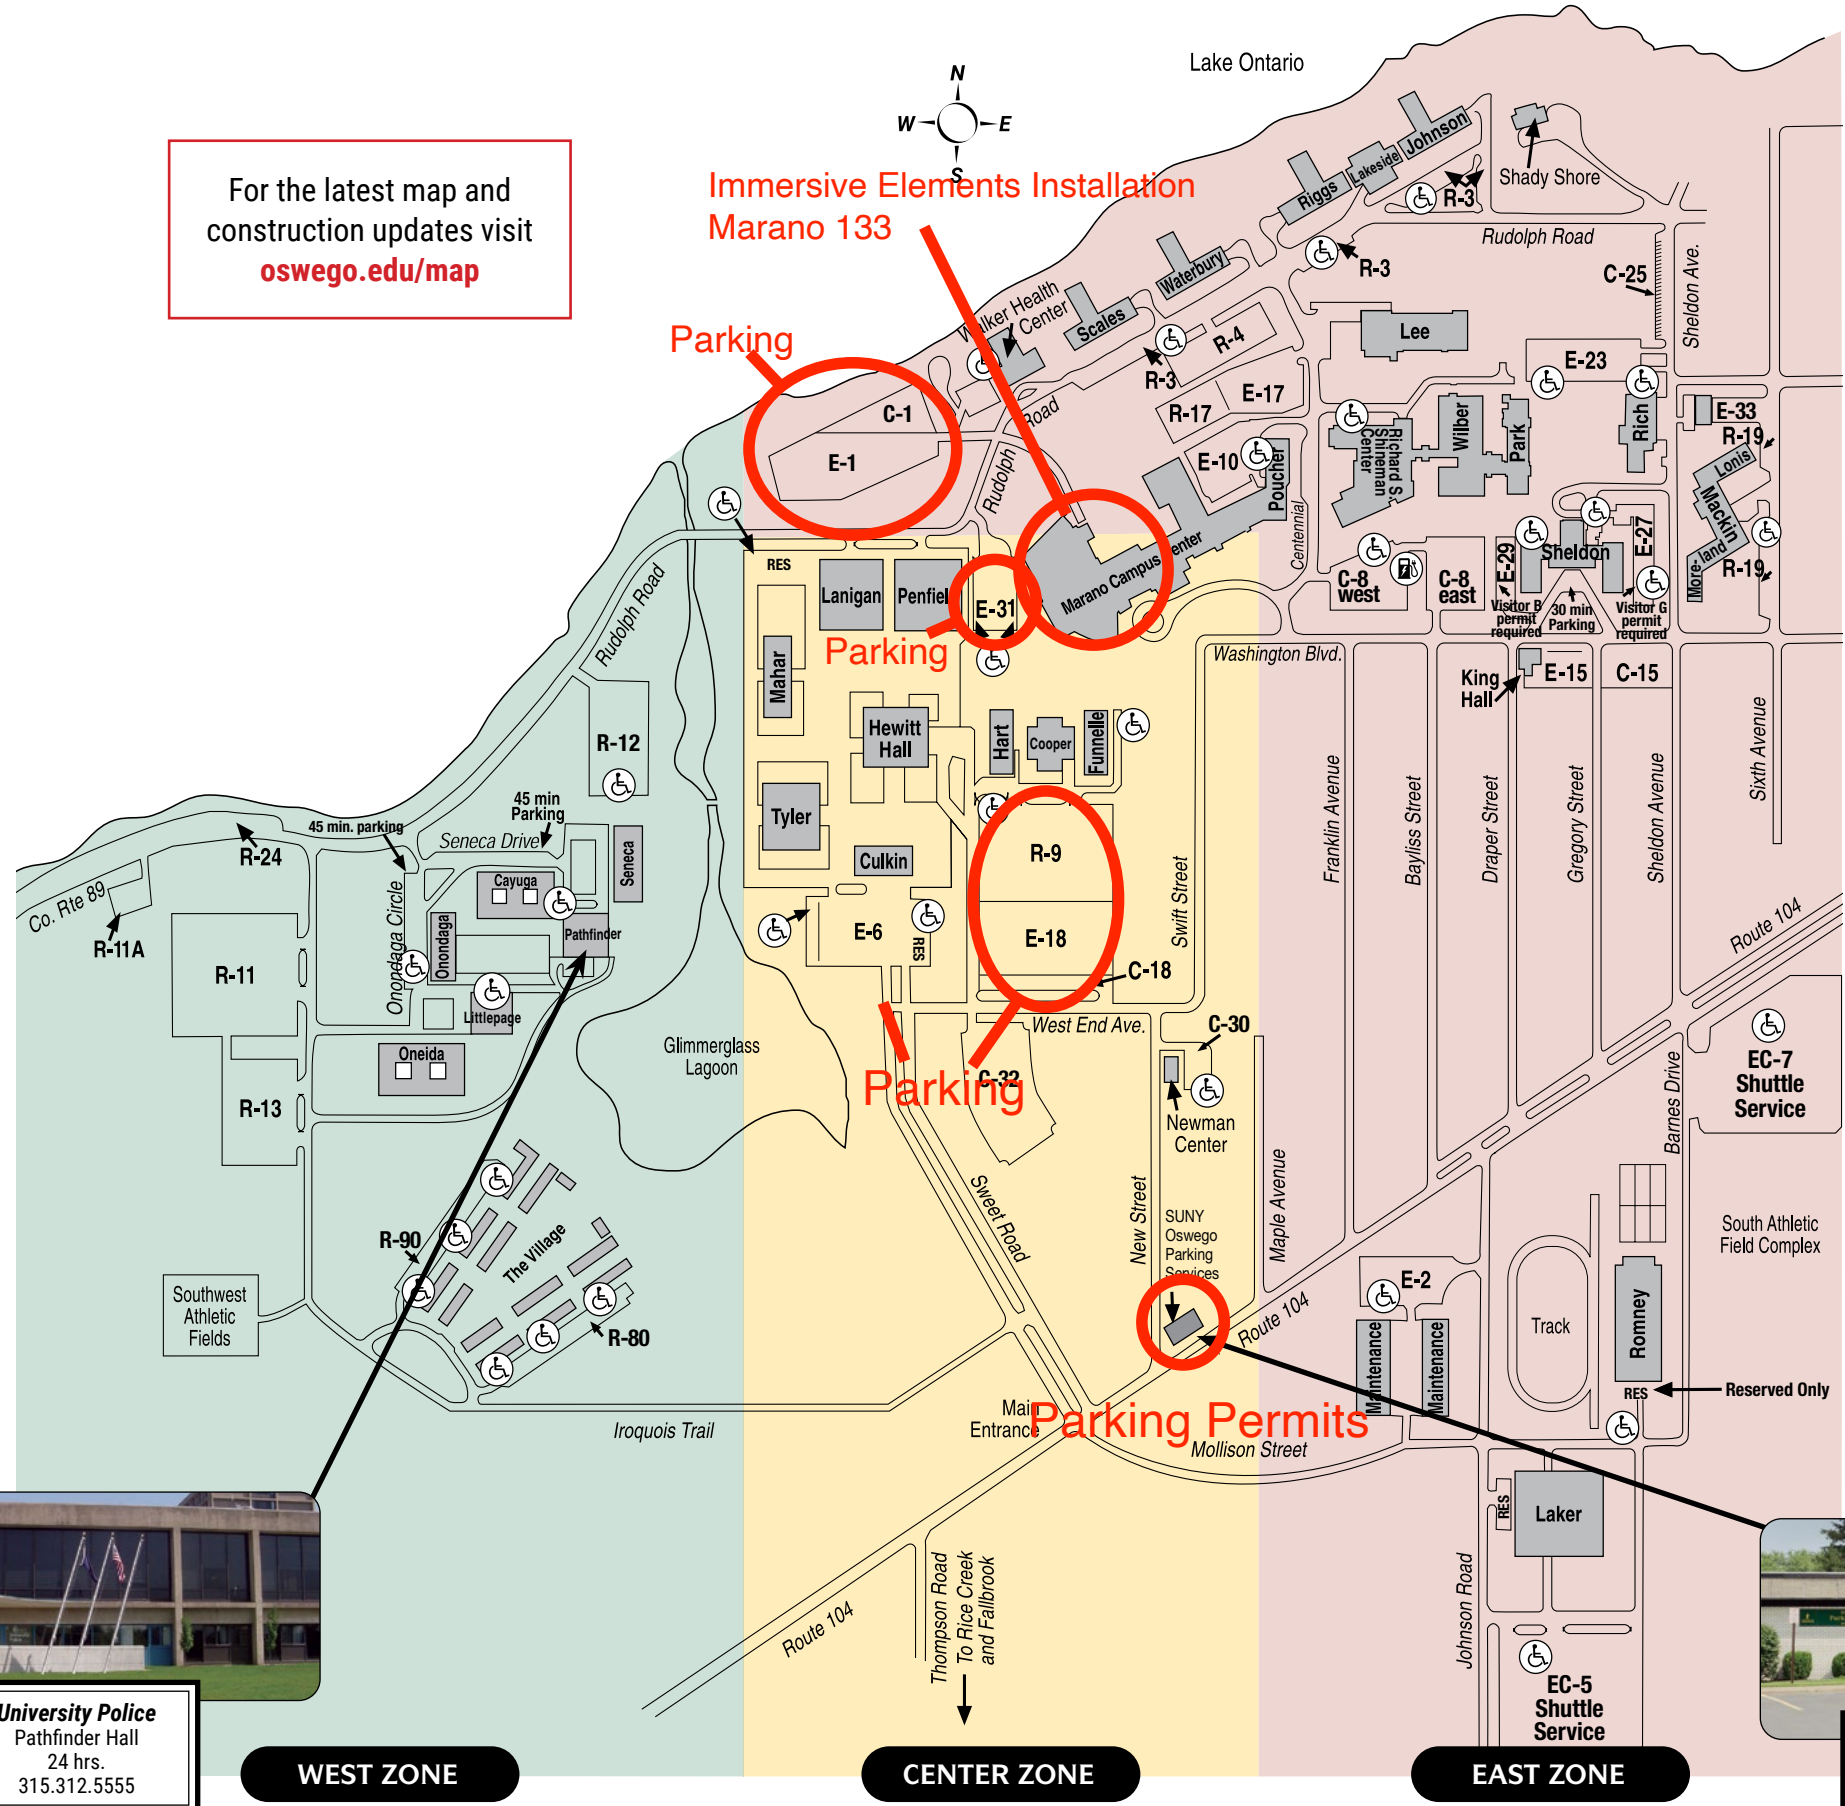 Lake Ontario
N
W
E
S
For the latest map and
construction updates visit
oswego.edu/map
Immersive Elements Installation
Marano 133
Johnson
Lakeside
Riggs
R-3
Shady Shore
Rudolph Road
R-3
C-25
Sheldon Ave.
Waterbury
Walker Health
Center
Scales
Parking
R-4
R-3
Lee
E-23
C-1
E-1
Road
Rudolph
R-17
E-17
E-10
Poucher
Richard S.
Shineman
Center
Wilber
Park
Rich
E-33
R-19
Lonis
Mackin
More-land
R-19
Centennial
C-8
west
C-8
east
E-29
Sheldon
E-27
Visitor B
permit
required
30 min
Parking
Visitor G
permit
required
RES
Lanigan
Penfiel
E-31
Marano Campus Center
Parking
Rudolph Road
Mahar
Washington Blvd.
King
Hall
E-15
C-15
R-12
Hewitt
Hall
Hart
Cooper
Funnelle
Franklin Avenue
Bayliss Street
Draper Street
Gregory Street
Sheldon Avenue
Sixth Avenue
45 min
Parking
45 min. parking
Seneca Drive
R-24
Tyler
Culkin
R-9
Seneca
Cayuga
Co. Rte 89
R-11A
Onondaga Circle
Onondaga
Pathfinder
E-6
RES
E-18
C-18
Swift Street
Route 104
R-11
Littlepage
Oneida
R-13
Glimmerglass
Lagoon
West End Ave.
C-30
C-32
Parking
Newman
Center
EC-7
Shuttle
Service
Barnes Drive
Sweet Road
New Street
Maple Avenue
SUNY
Oswego
Parking
Services
R-90
The Village
R-80
Southwest
Athletic
Fields
South Athletic
Field Complex
E-2
Route 104
Track
Romney
Maintenance
Maintenance
RES
Reserved Only
Main
Entrance
Parking Permits
Mollison Street
Iroquois Trail
RES
Laker
Route 104
Thompson Road
To Rice Creek
and Fallbrook
Johnson Road
EC-5
Shuttle
Service
University Police
Pathfinder Hall
24 hrs.
315.312.5555
WEST ZONE
CENTER ZONE
EAST ZONE